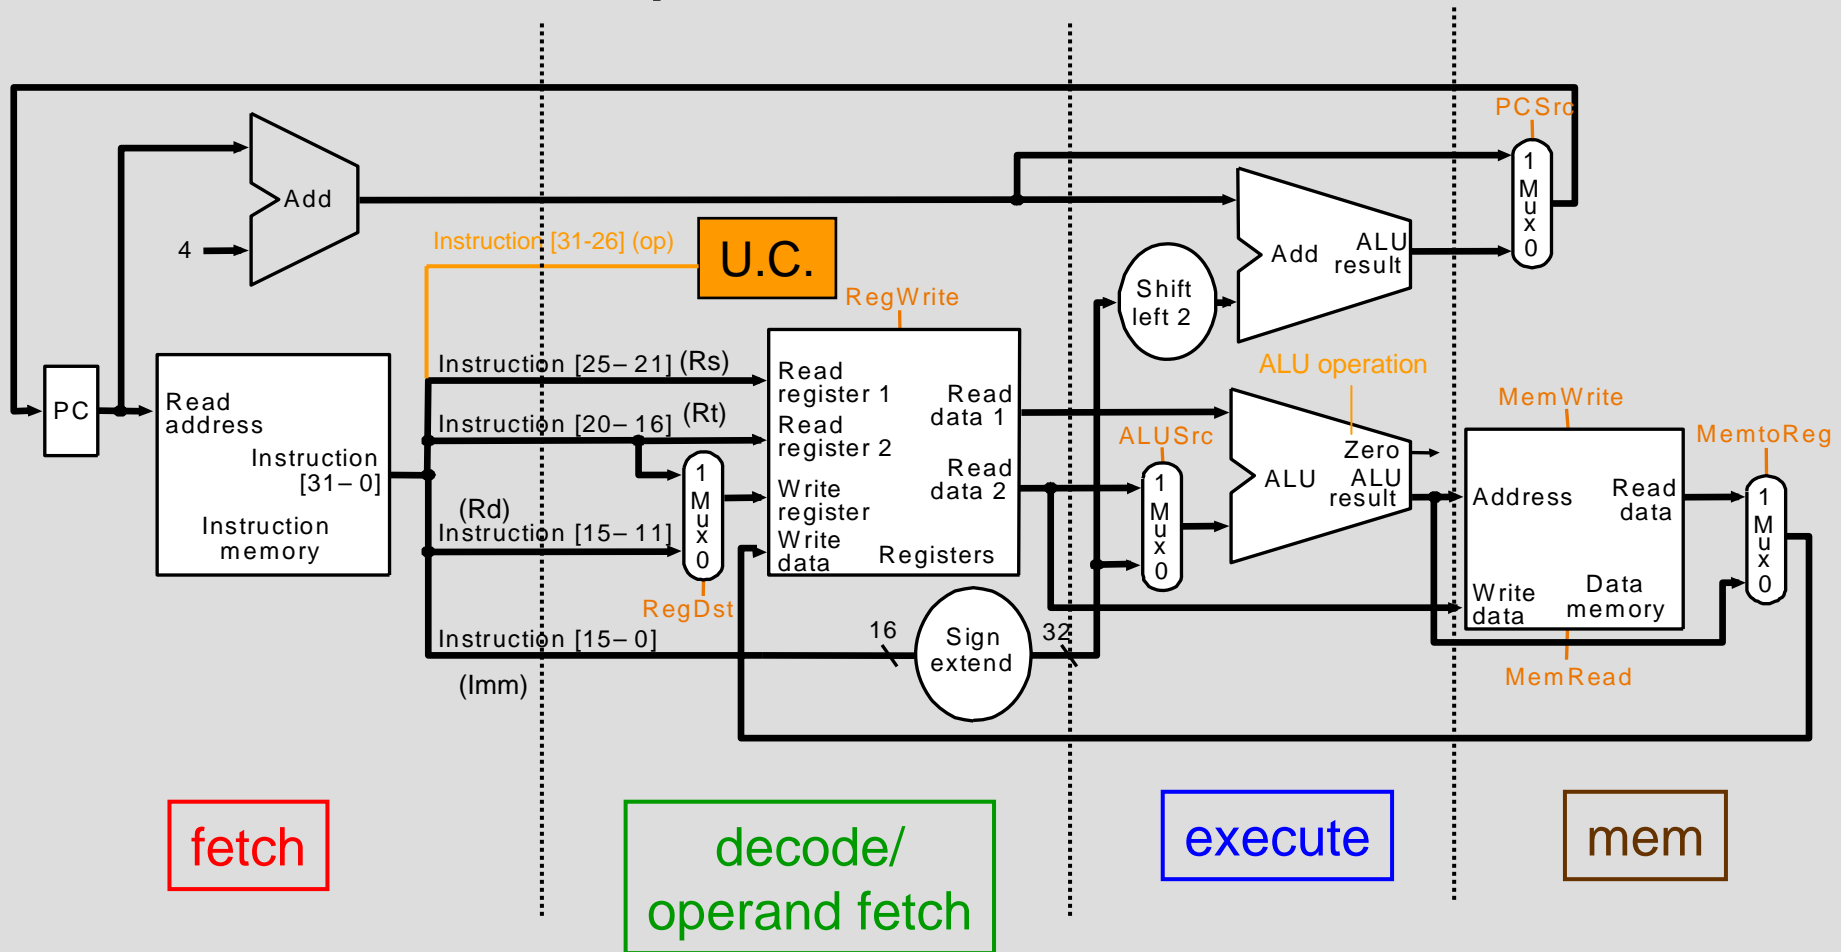 PCSrc
1
Mux
0
Add
4
Instruction [31-26] (op)
U.C.
Add
ALU
result
Shift
left 2
RegWrite
PC
Read
address
Instruction
[31–0]
Instruction
memory
Instruction [25–21] (Rs)
Instruction [20–16] (Rt)
(Rd)
Instruction [15–11]
1
Mux
0
RegDst
Instruction [15–0]
(Imm)
Read
register 1
Read
register 2
Write
register
Write
data
Read
data 1
Read
data 2
Registers
16
Sign
extend
32
ALUSrc
1
Mux
0
ALU operation
Zero
ALU
ALU
result
MemWrite
Address
Read
data
Write
data
Data
memory
MemRead
MemtoReg
1
Mux
0
fetch
decode/
operand fetch
execute
mem